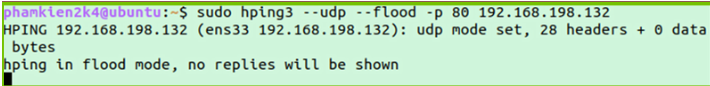 phamkien2k4@ubuntu:~$ sudo hping3 --udp --flood -p 80 192.168.198.132
HPING 192.168.198.132 (ens33 192.168.198.132): udp mode set, 28 headers + 0 data
 bytes
hping in flood mode, no replies will be shown